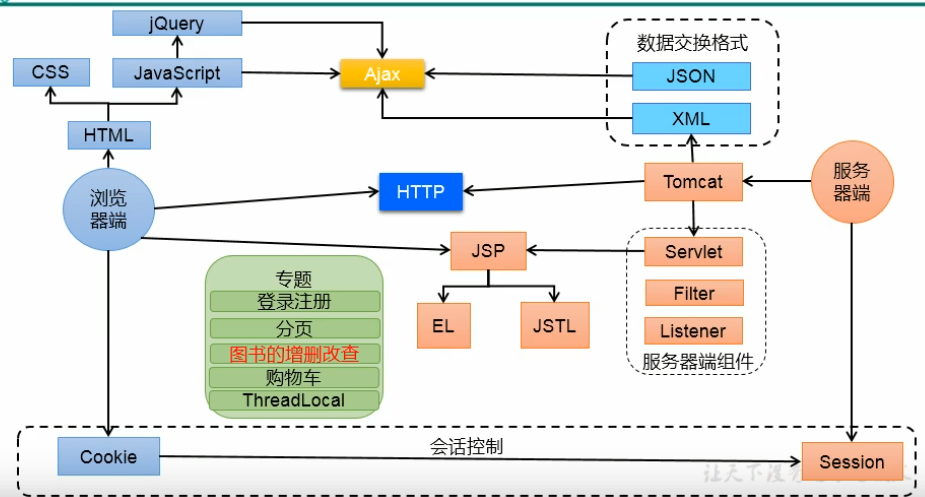 jQuery
数据交换格式
CSS
JavaScript
Ajax
JSON
XML
HTML
浏览
器端
HTTP
Tomcat
服务
器端
JSP
Servlet
专题
登录注册
分页
图书的增删改查
购物车
ThreadLocal
EL
JSTL
Filter
Listener
服务器端组件
会话控制
Cookie
Session
让天下没